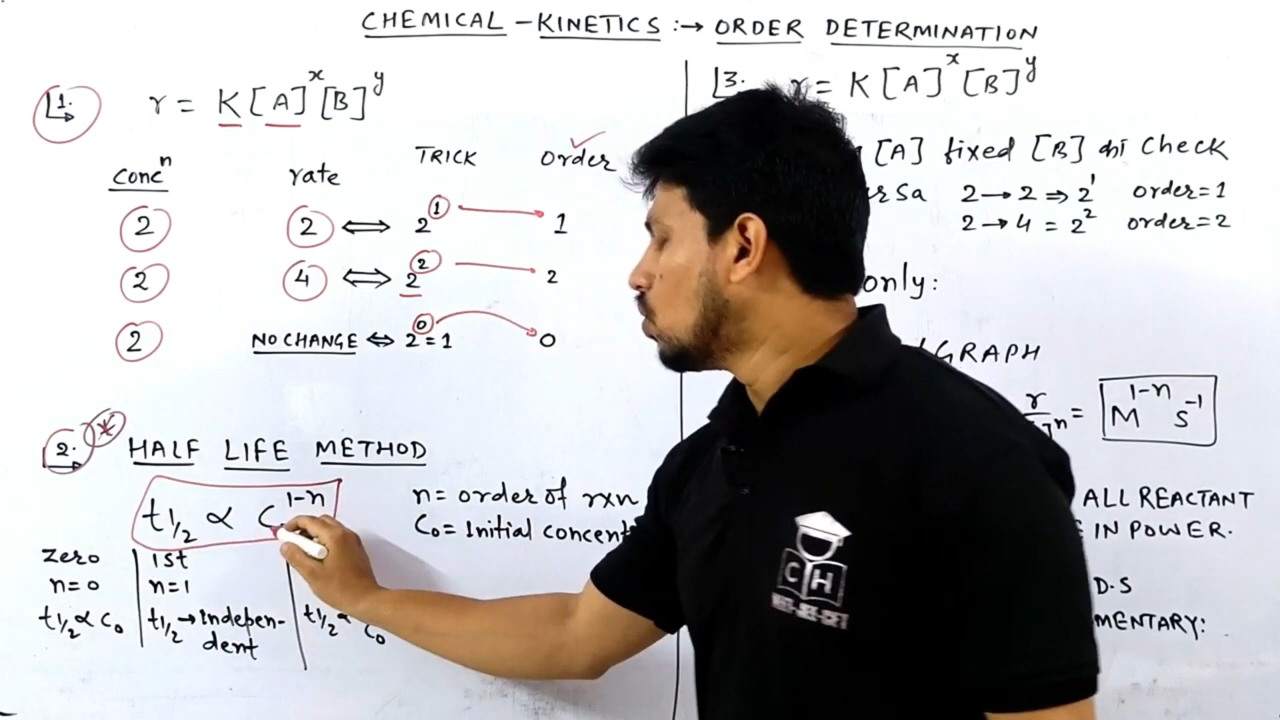 CHEMICAL-KINETICS :→ ORDER DETERMINATION
1. r = K[A]^x[B]^y
conc^n rate TRICK Order
2 2 ⟺ 2^1 1
2 4 ⟺ 2^2 2
2 NO CHANGE ⟺ 2^0 = 1 0
2. HALF LIFE METHOD
t1/2 ∝ C^1-n
n = order of rxn
C0 = Initial concent
zero 1st
n=0 n=1
t1/2 ∝ C0 t1/2 → Indepen-
dent
t1/2 ∝
C0
3. r = K[A]^x[B]^y
[A] fixed [B] Check
2→2 ⇒ 2^1 order=1
2→4 = 2^2 order=2
only:
GRAPH
r
n = M^1-n S^-1
ALL REACTANT
IN POWER.
D.S
MENTARY:
CH